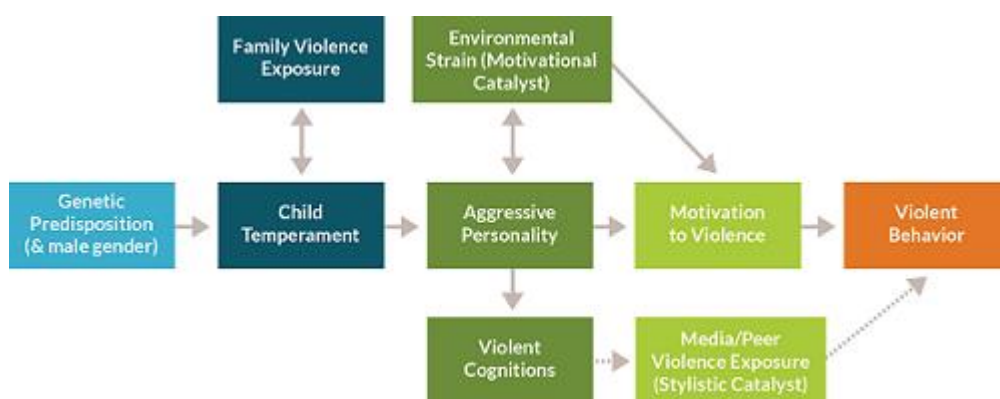 Family Violence
Exposure
Environmental
Strain (Motivational
Catalyst)
Genetic
Predisposition
(& male gender)
Child
Temperament
Aggressive
Personality
Motivation
to Violence
Violent
Behavior
Violent
Cognitions
Media/Peer
Violence Exposure
(Stylistic Catalyst)